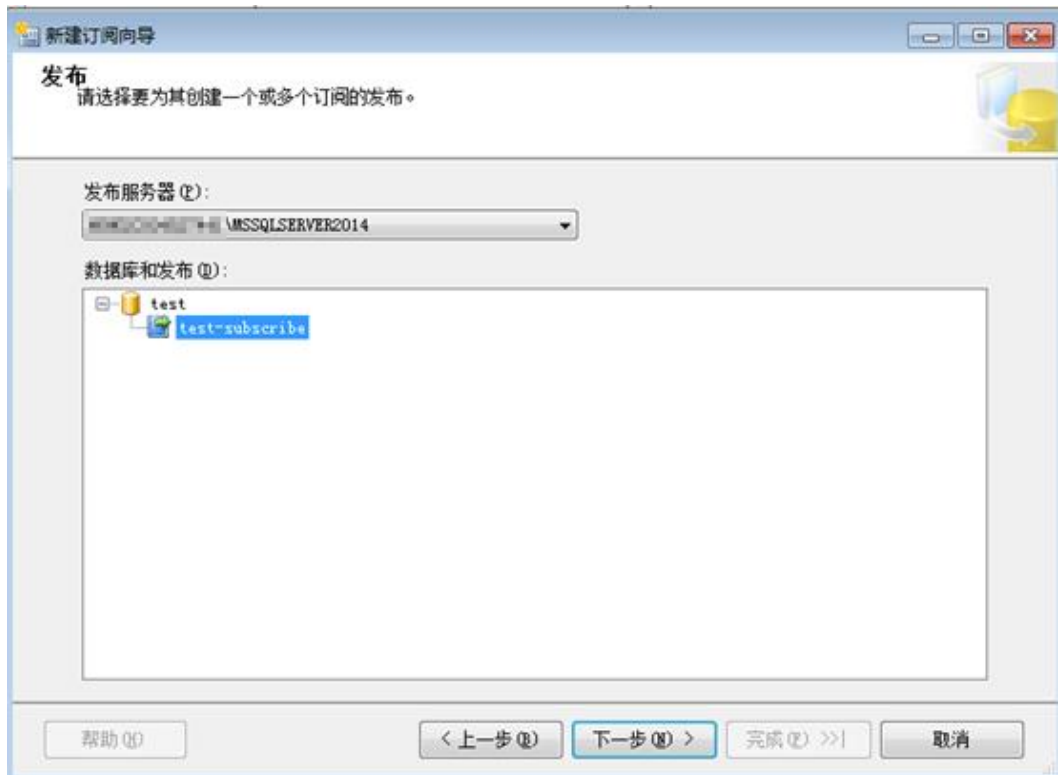 新建订阅向导
发布
请选择要为其创建一个或多个订阅的发布。
发布服务器(P):
\MSSQLSERVER2014
数据库和发布(D):
test
test-subscribe
帮助(H)
< 上一步(B)
下一步(N) >
完成(F) >>|
取消